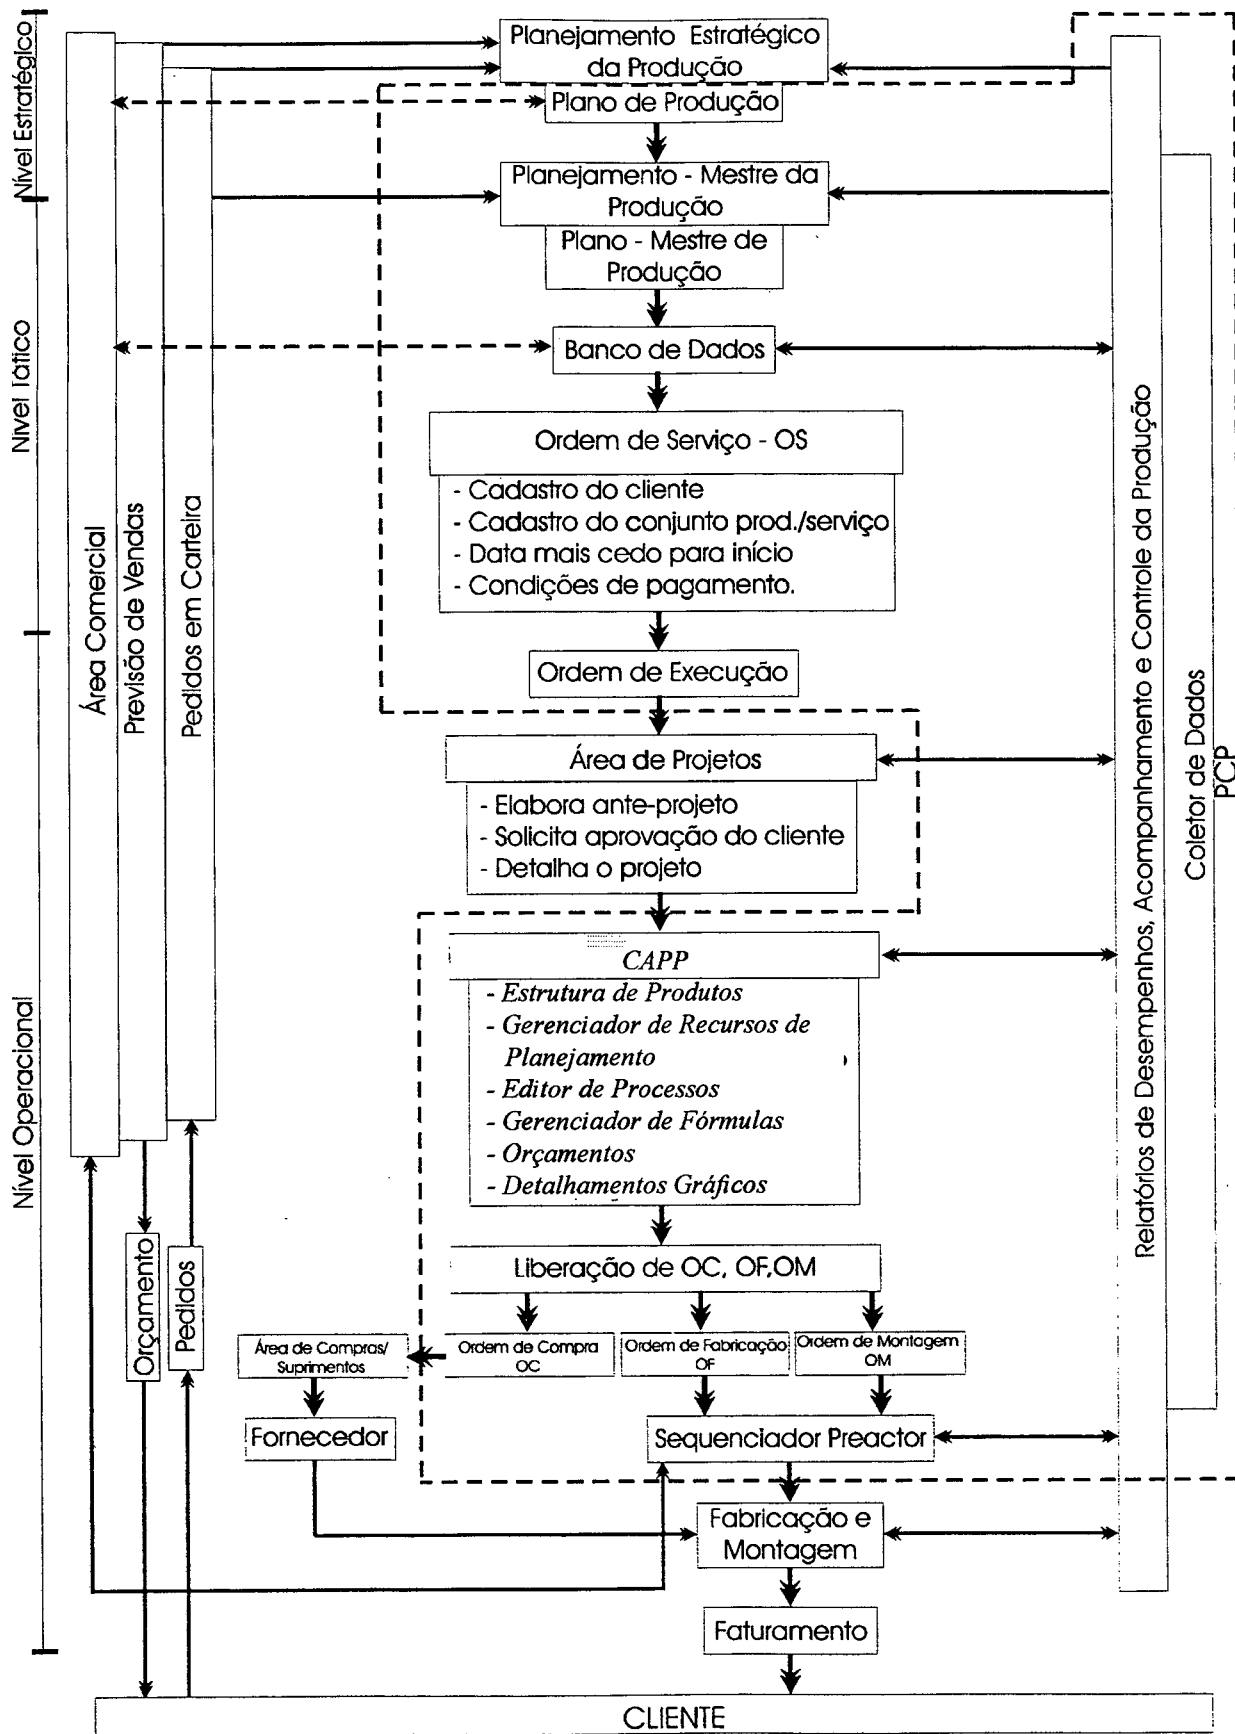 Planejamento Estratégico
da Produção
Plano de Produção
Planejamento - Mestre da
Produção
Plano - Mestre de
Produção
Banco de Dados
Ordem de Serviço - OS
- Cadastro do cliente
- Cadastro do conjunto prod./serviço
- Data mais cedo para início
- Condições de pagamento.
Ordem de Execução
Área de Projetos
- Elabora ante-projeto
- Solicita aprovação do cliente
- Detalha o projeto
CAPP
- Estrutura de Produtos
- Gerenciador de Recursos de
Planejamento
- Editor de Processos
- Gerenciador de Fórmulas
- Orçamentos
- Detalhamentos Gráficos
Liberação de OC, OF,OM
Área de Compras/
Suprimentos
Ordem de Compra
OC
Ordem de Fabricação
OF
Ordem de Montagem
OM
Fornecedor
Sequenciador Preactor
Fabricação e
Montagem
Faturamento
CLIENTE
Nível Estratégico
Nível Tático
Nível Operacional
Área Comercial
Previsão de Vendas
Pedidos em Carteira
Orçamento
Pedidos
Relatórios de Desempenhos, Acompanhamento e Controle da Produção
Coletor de Dados
PCP